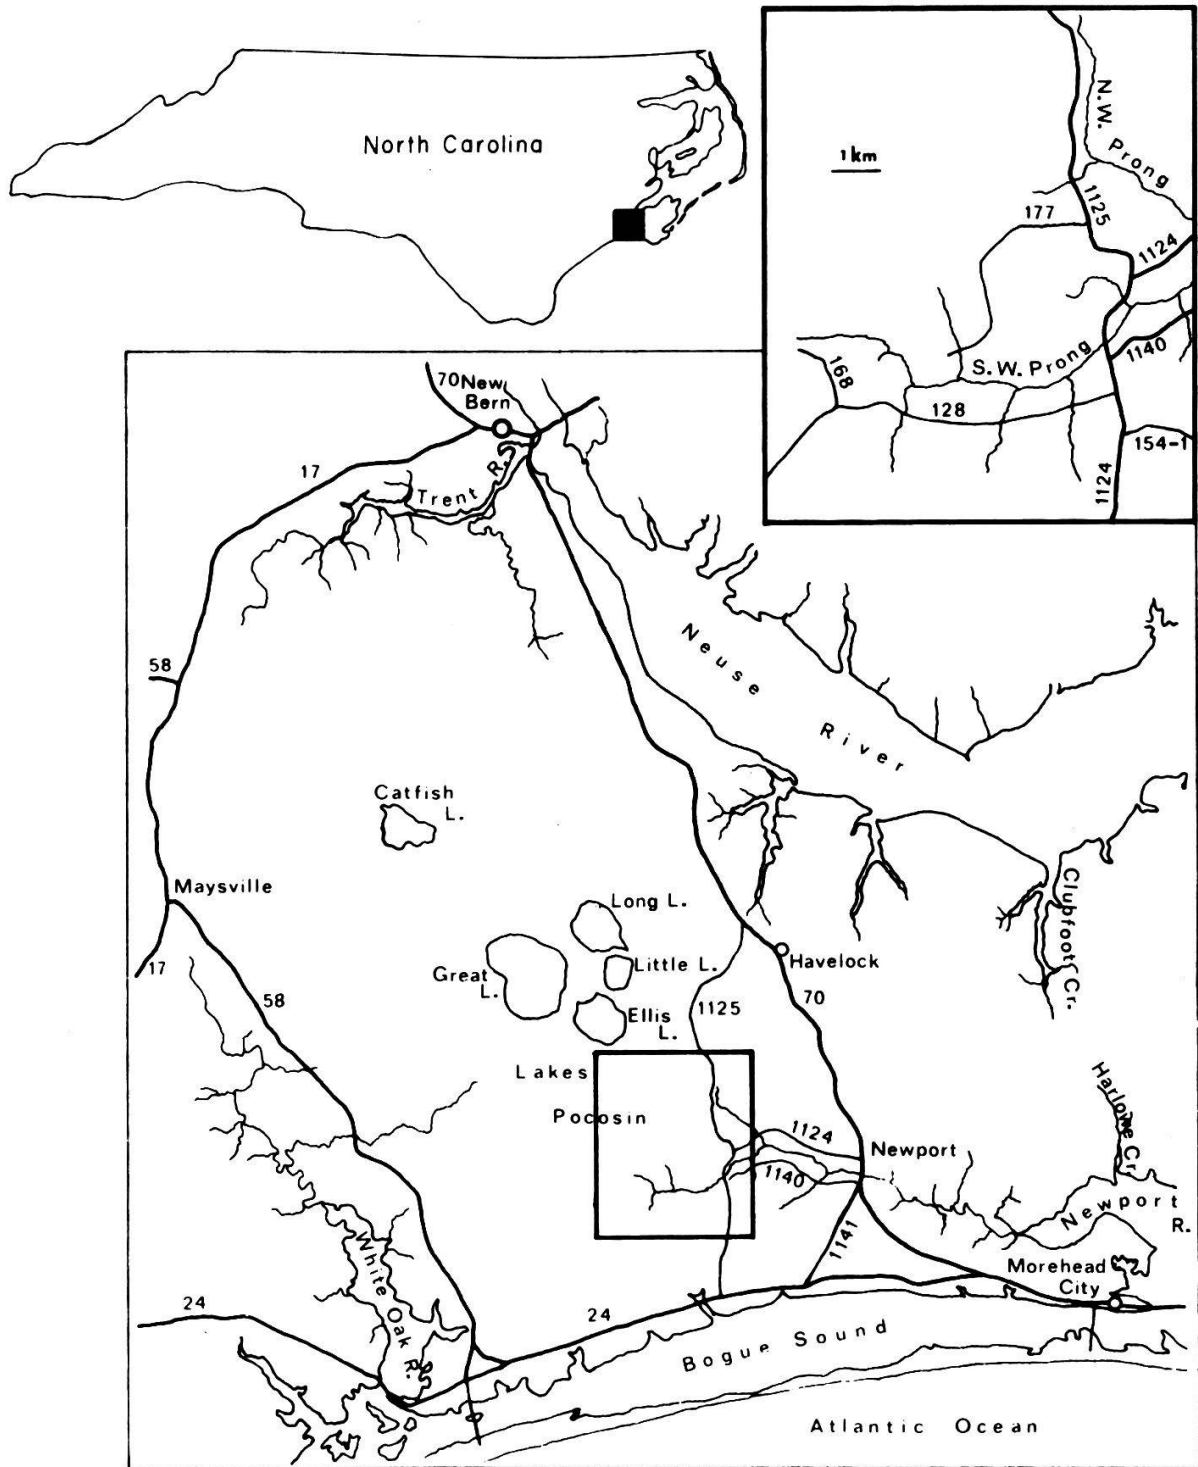 North Carolina
1 km
N.W. Prong
177
1125
1124
168
S.W. Prong
1140
128
154-1
1124
70
New
Bern
17
Trent R.
58
Neuse River
Catfish
L.
Maysville
Long L.
17
Great
L.
Little L.
Havelock
Clubfoot Cr.
58
1125
70
Ellis
L.
Lakes
Pocosin
Harlowe Cr.
1124
Newport
1140
Newport
R.
1141
White Oak R.
Morehead
City
24
24
Bogue Sound
Atlantic Ocean